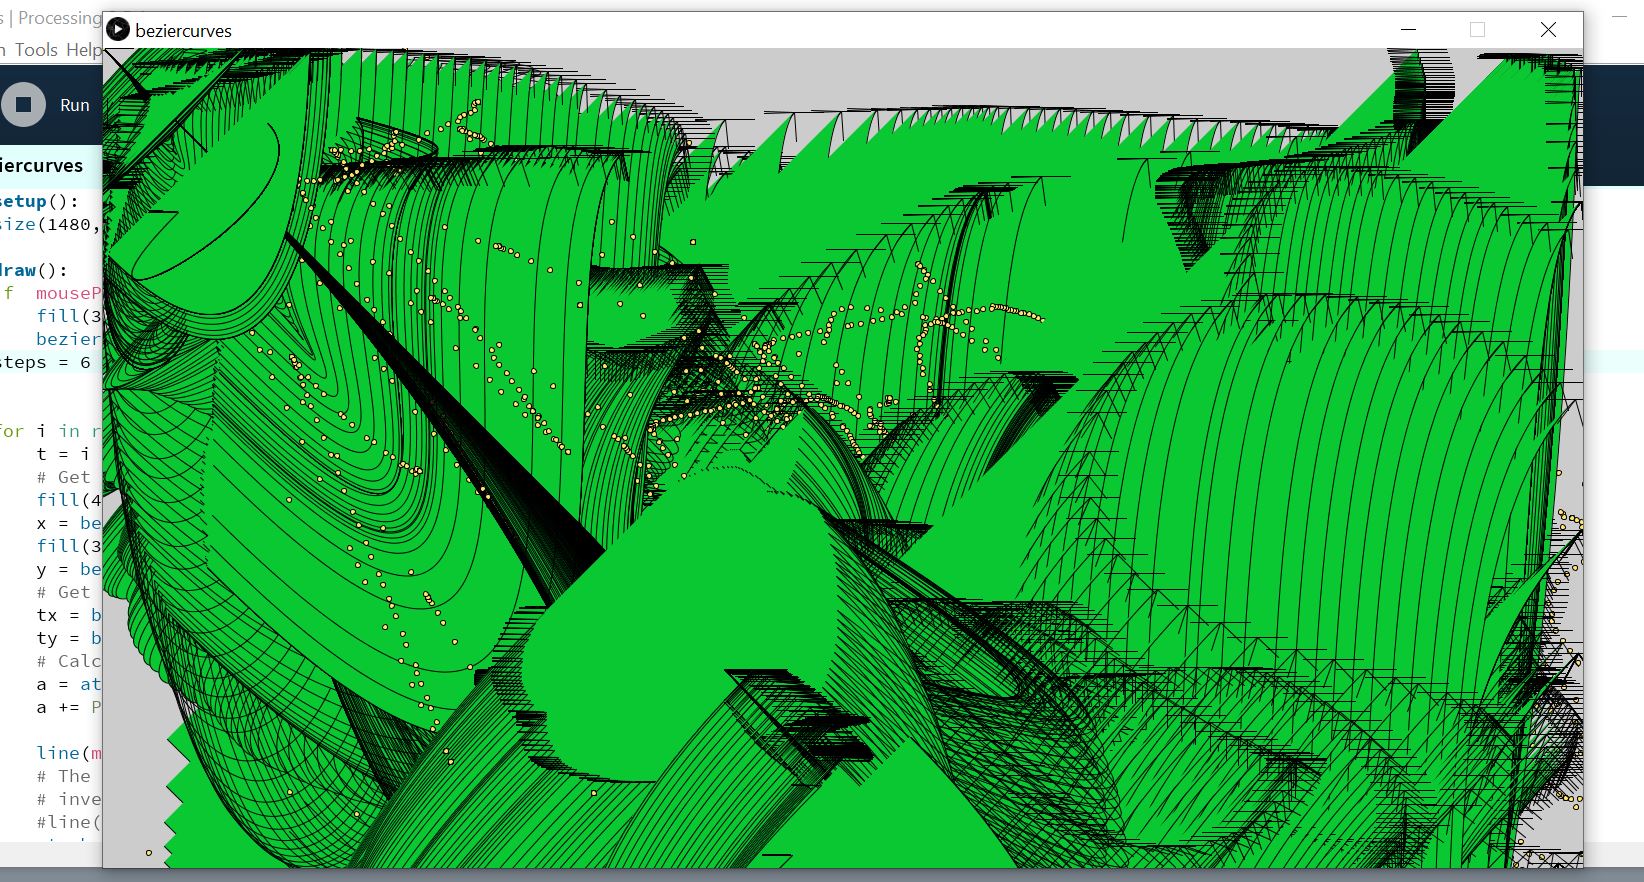 s | Processing
beziercurves
n Tools Help
Run
iercurves
setup():
size(1480,
draw():
f mouseP
fill(3
bezier
steps = 6
for i in r
t = i
# Get
fill(4
x = be
fill(3
y = be
# Get
tx = b
ty = b
# Calc
a = at
a += P
line(m
# The
# inve
#line(